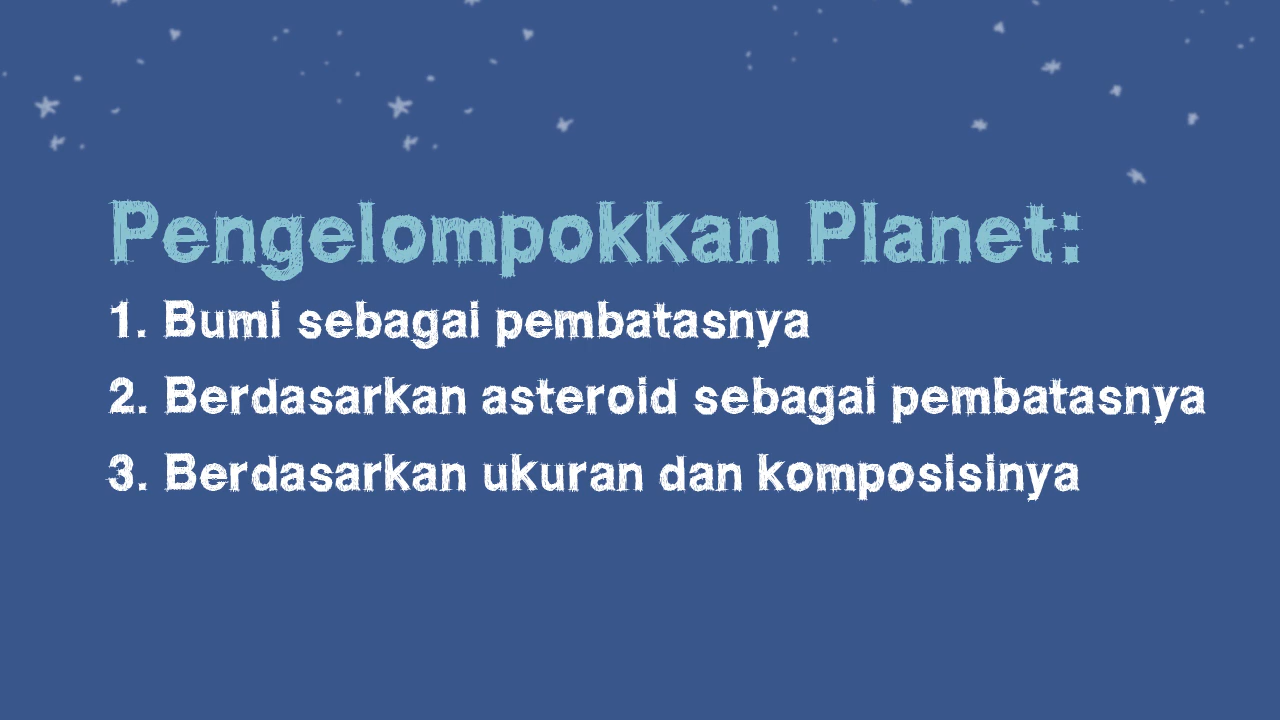 Pengelompokkan Planet:
1. Bumi sebagai pembatasnya
2. Berdasarkan asteroid sebagai pembatasnya
3. Berdasarkan ukuran dan komposisinya